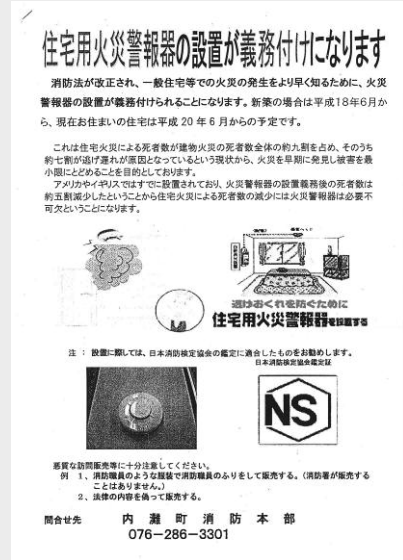 住宅用火災警報器の設置が義務付けになります
消防法が改正され、一般住宅等での火災の発生をより早く知るために、火災
警報器の設置が義務付けられることになります。新築の場合は平成18年6月か
ら、現在お住まいの住宅は平成 20 年 6 月からの予定です。
これは住宅火災による死者数が建物火災の死者数全体の約九割を占め、そのうち
約七割が逃げ遅れが原因となっているという現状から、火災を早期に発見し被害を最
小限にとどめることを目的としております。
アメリカやイギリスではすでに設置されており、火災警報器の設置義務後の死者数は
約五割減少したということから住宅火災による死者数の減少には火災警報器は必要不
可欠ということになります。
逃げおくれを防ぐために
住宅用火災警報器を設置する
注 : 設置に際しては、日本消防検定協会の鑑定に適合したものをお勧めします。
日本消防検定協会鑑定証
NS
悪質な訪問販売等に十分注意してください。
例 1、消防職員のような服装で消防職員のふりをして販売する。(消防署が販売する
ことはありません。)
2、法律の内容を偽って販売する。
問合せ先 内 灘 町 消 防 本 部
076-286-3301